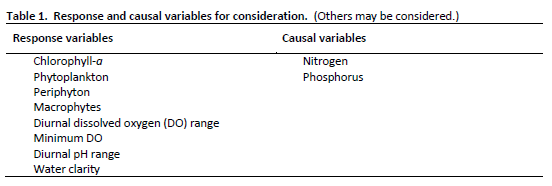 Table 1. Response and causal variables for consideration. (Others may be considered.)
Response variables Causal variables
Chlorophyll-a Nitrogen
Phytoplankton Phosphorus
Periphyton
Macrophytes
Diurnal dissolved oxygen (DO) range
Minimum DO
Diurnal pH range
Water clarity